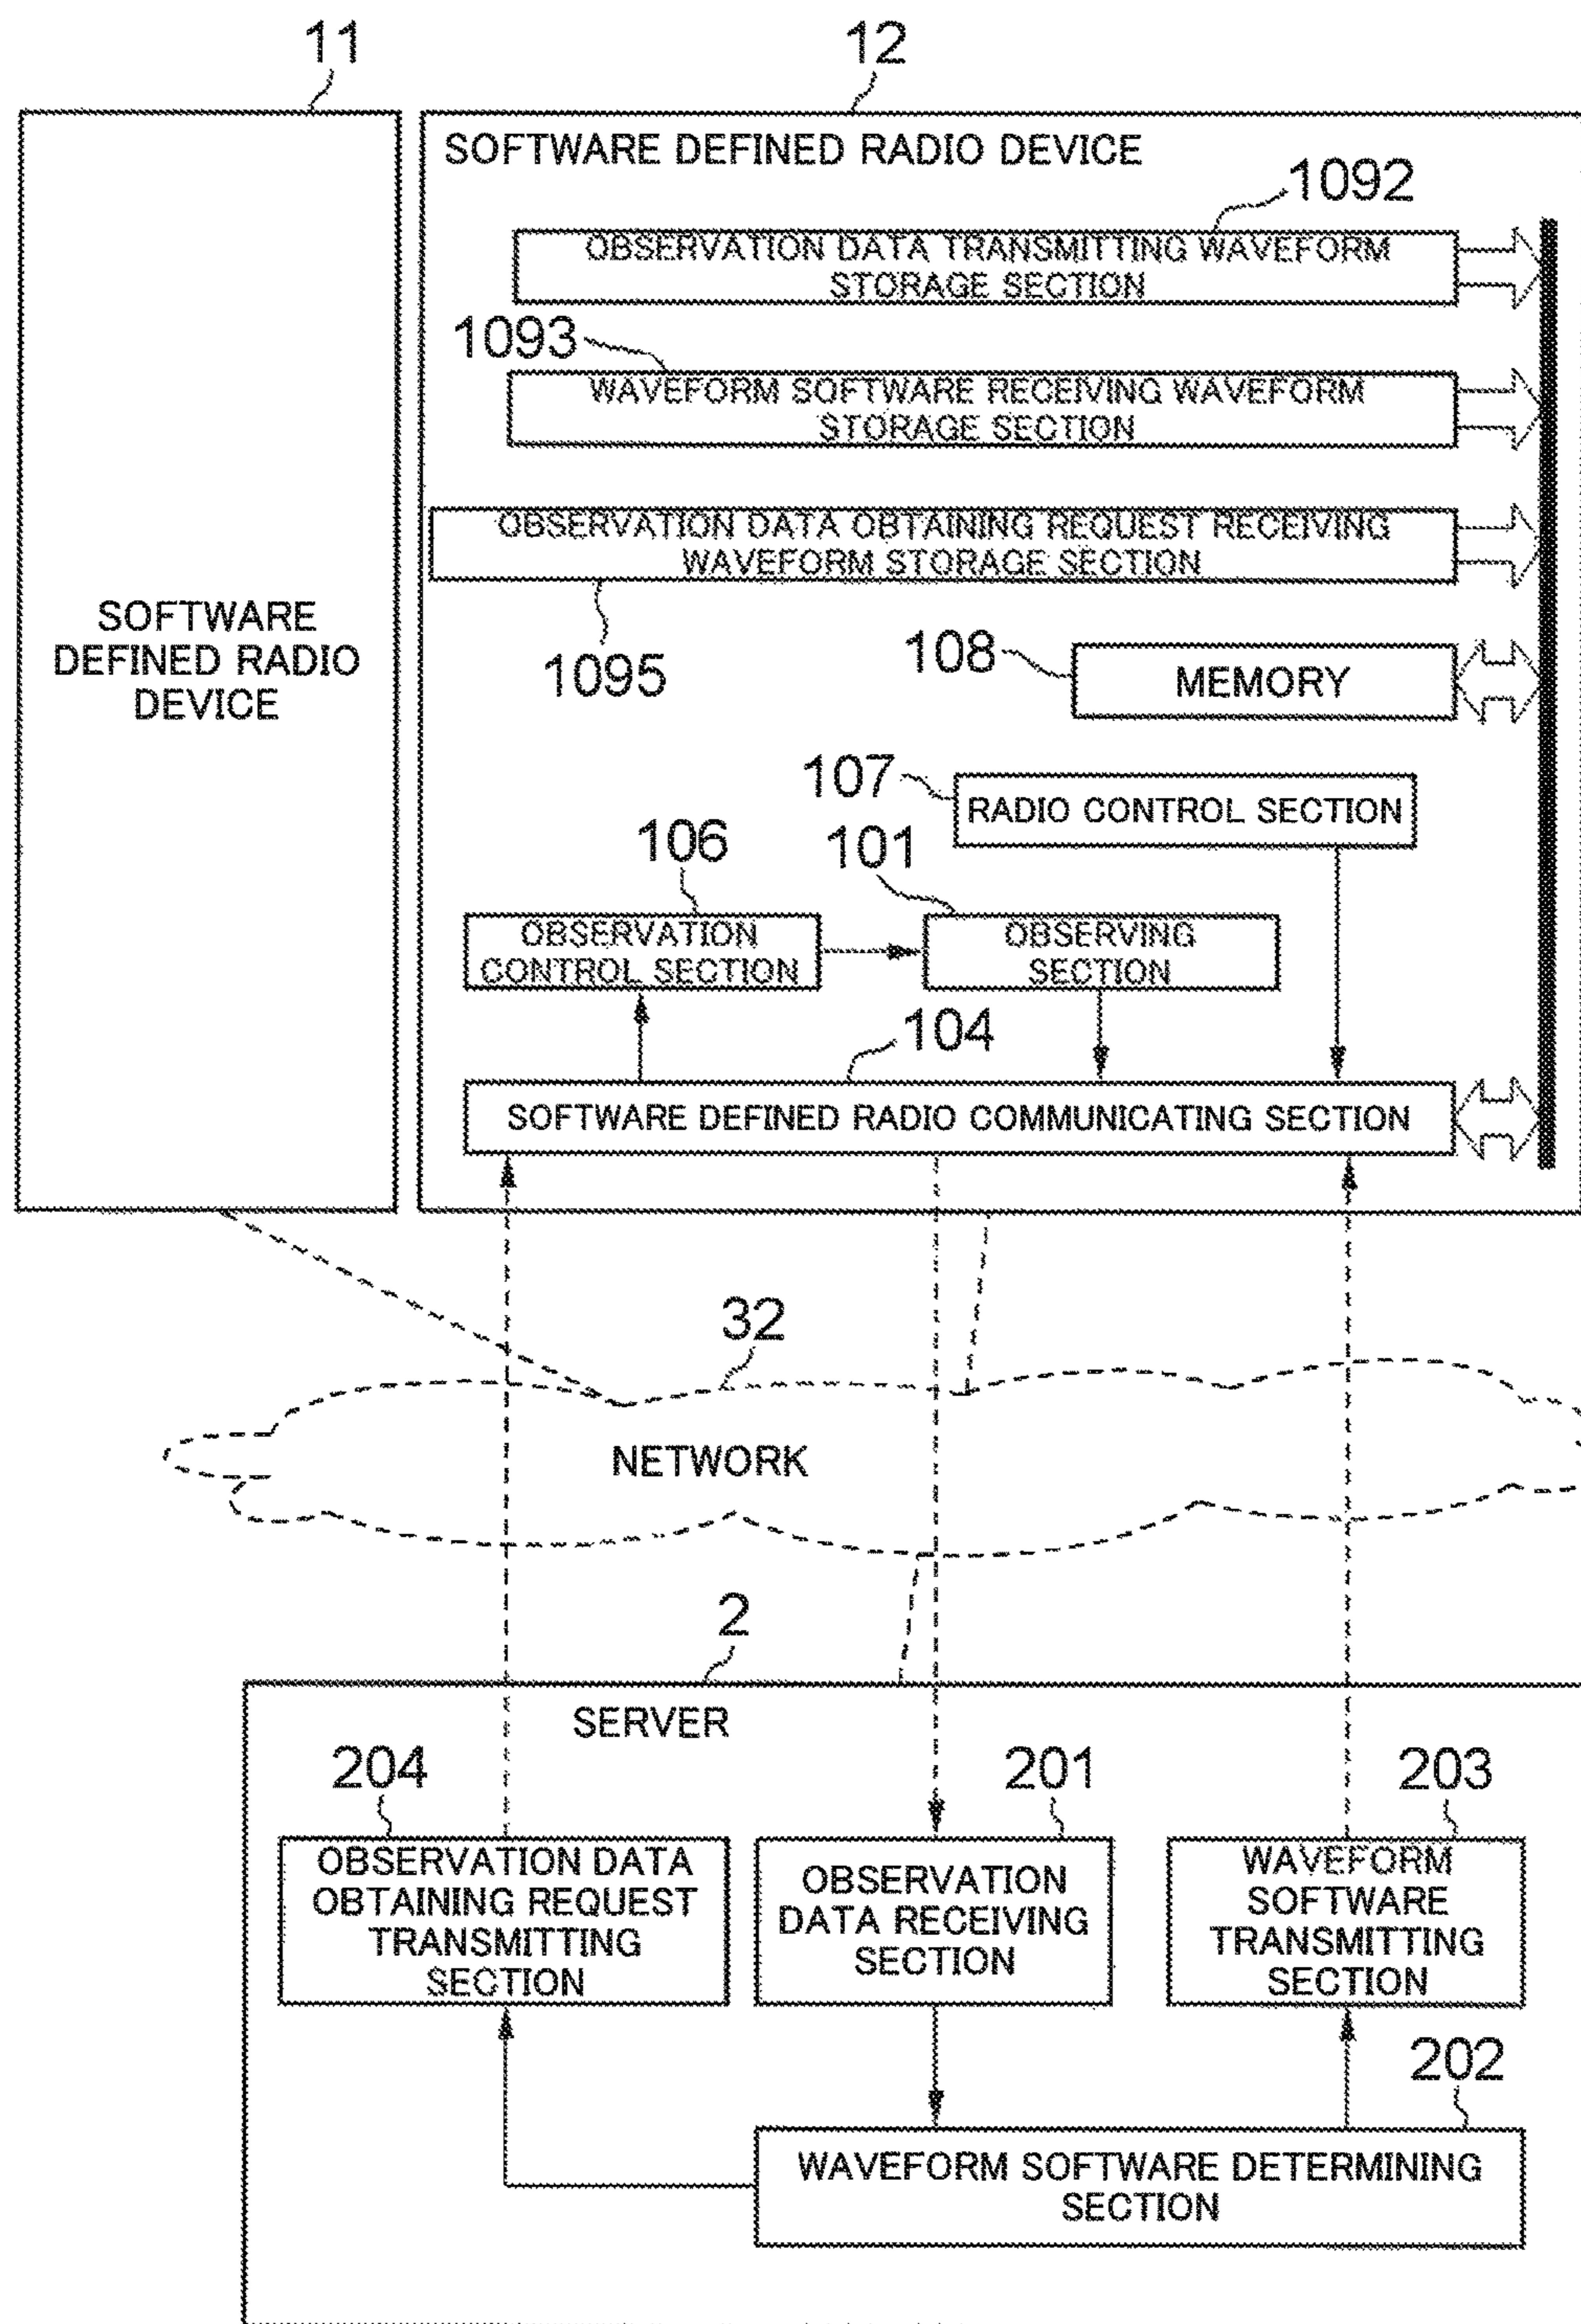 11
12
SOFTWARE DEFINED RADIO DEVICE
1092
OBSERVATION DATA TRANSMITTING WAVEFORM
STORAGE SECTION
1093
WAVEFORM SOFTWARE RECEIVING WAVEFORM
STORAGE SECTION
OBSERVATION DATA OBTAINING REQUEST RECEIVING
WAVEFORM STORAGE SECTION
1095
SOFTWARE
DEFINED RADIO
DEVICE
108
MEMORY
107
RADIO CONTROL SECTION
106
101
OBSERVATION
CONTROL SECTION
OBSERVING
SECTION
104
SOFTWARE DEFINED RADIO COMMUNICATING SECTION
32
NETWORK
2
SERVER
204
201
203
OBSERVATION DATA
OBTAINING REQUEST
TRANSMITTING
SECTION
OBSERVATION
DATA RECEIVING
SECTION
WAVEFORM
SOFTWARE
TRANSMITTING
SECTION
202
WAVEFORM SOFTWARE DETERMINING
SECTION